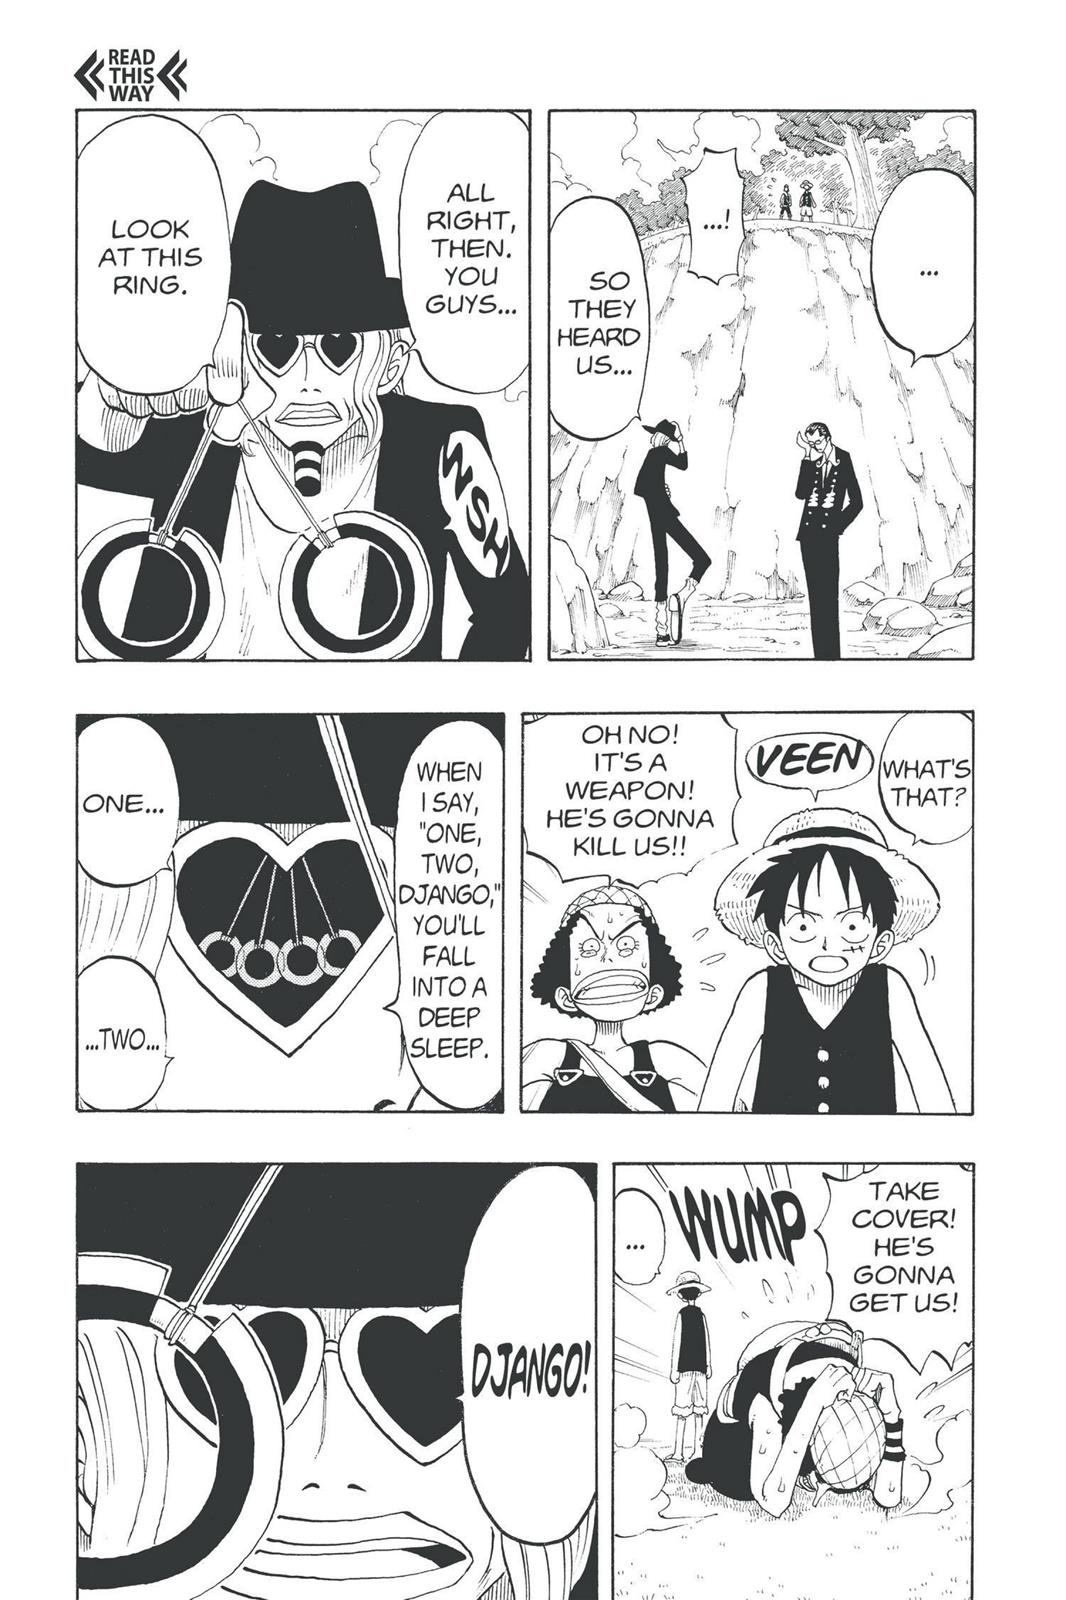 READ
THIS
WAY
...
...!
SO
THEY
HEARD
US...
ALL
RIGHT,
THEN.
YOU
GUYS...
LOOK
AT THIS
RING.
WSH
WHAT'S
THAT?
VEEN
OH NO!
IT'S A
WEAPON!
HE'S GONNA
KILL US!!
WHEN
I SAY,
"ONE,
TWO,
DJANGO,"
YOU'LL
FALL
INTO A
DEEP
SLEEP.
ONE...
...TWO...
TAKE
COVER!
HE'S
GONNA
GET US!
WUMP
...
DJANGO!